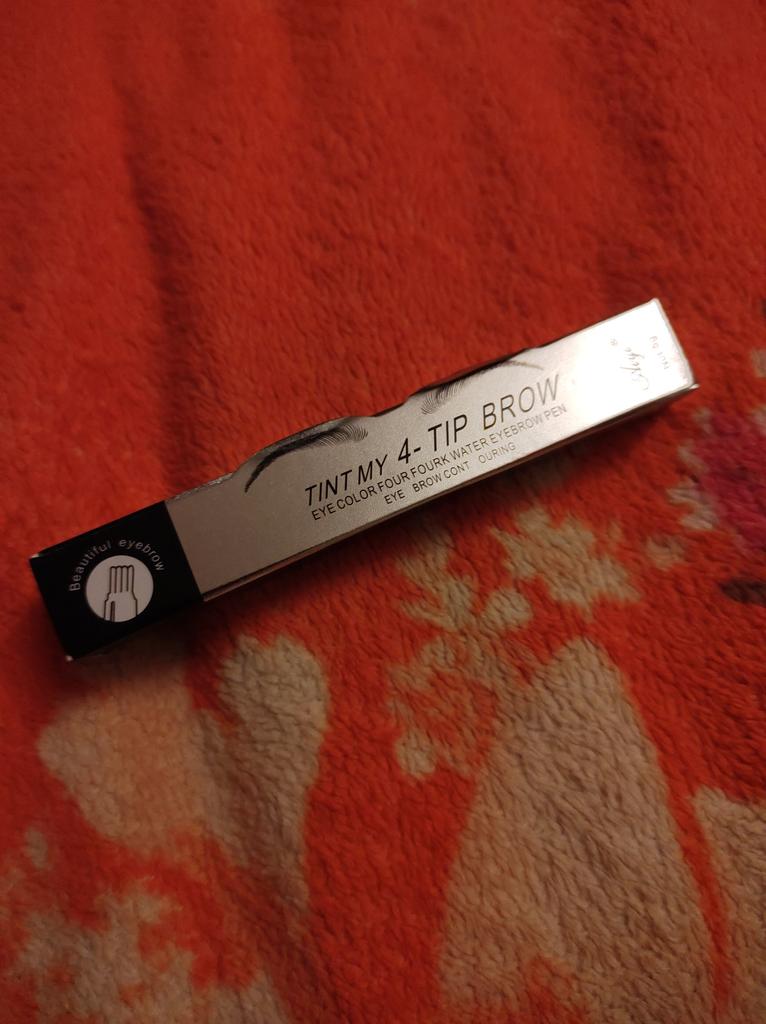 Beautiful eyebrow
TINT MY 4- TIP BROW
EYE COLOR FOUR FOURK WATER EYEBROW PEN
EYE BROW CONT OURING